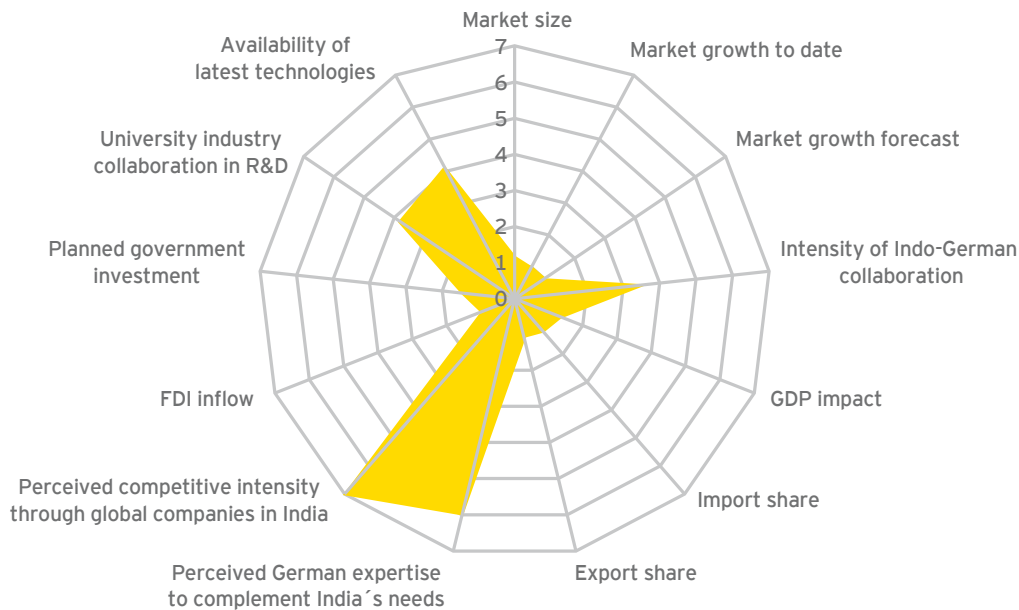 Market size
Market growth to date
Market growth forecast
Intensity of Indo-German
collaboration
GDP impact
Import share
Export share
Perceived German expertise
to complement India´s needs
Perceived competitive intensity
through global companies in India
FDI inflow
Planned government
investment
University industry
collaboration in R&D
Availability of
latest technologies
7
6
5
4
3
2
1
0